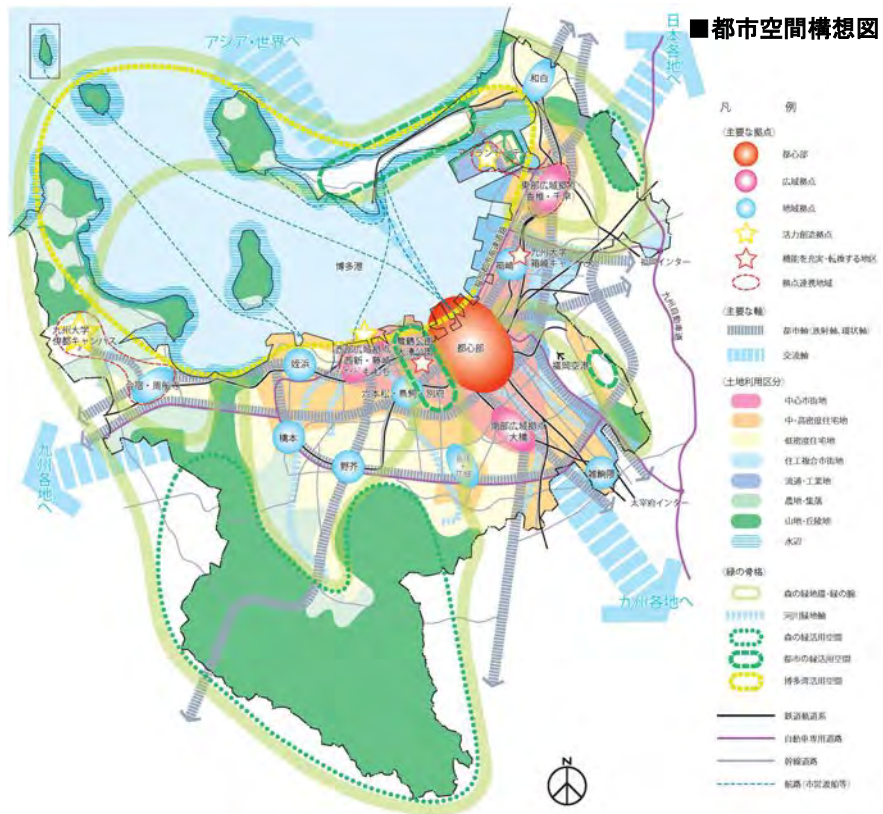 ■都市空間構想図
アジア・世界へ
日本各地へ
和白
東部広域拠点
香椎・千早
博多港
九州大学
箱崎キャンパス
箱崎
福岡インター
九州自動車道
九州大学
伊都キャンパス
姪浜
都心部
福岡空港
橋本
野芥
南部広域拠点
大橋
雑餉隈
太宰府インター
九州各地へ
九州各地へ
N
凡 例
〈主要な拠点〉
都心部
広域拠点
地域拠点
活力創造拠点
機能を充実・転換する地区
拠点連携地域
〈主要な軸〉
都市軸(放射軸、環状軸)
交流軸
〈土地利用区分〉
中心市街地
中・高密度住宅地
低密度住宅地
住工複合市街地
流通・工業地
農地・集落
山地・丘陵地
水辺
〈緑の骨格〉
森の緑地環・緑の腕
河川緑地軸
森の緑活用空間
都市の緑活用空間
博多湾活用空間
鉄道軌道系
自動車専用道路
幹線道路
航路(市営渡船等)